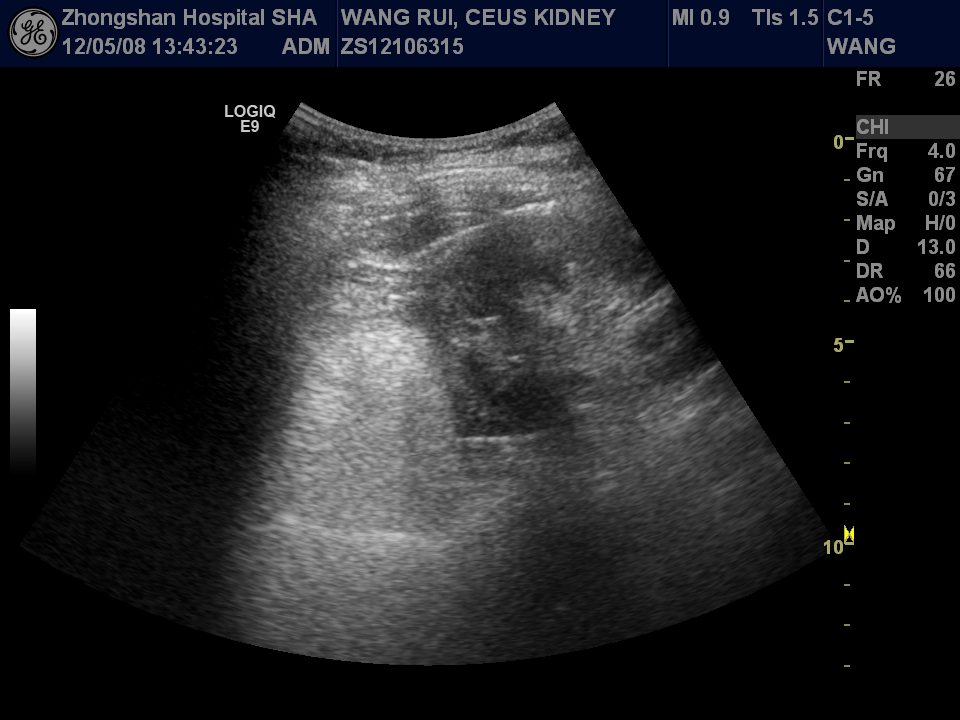 Zhongshan Hospital SHA
12/05/08 13:43:23 ADM
WANG RUI, CEUS KIDNEY
ZS12106315
MI 0.9 TIs 1.5
C1-5
WANG
LOGIQ
E9
FR 26
CHI
Frq 4.0
Gn 67
S/A 0/3
Map H/0
D 13.0
DR 66
AO% 100
0
5
10